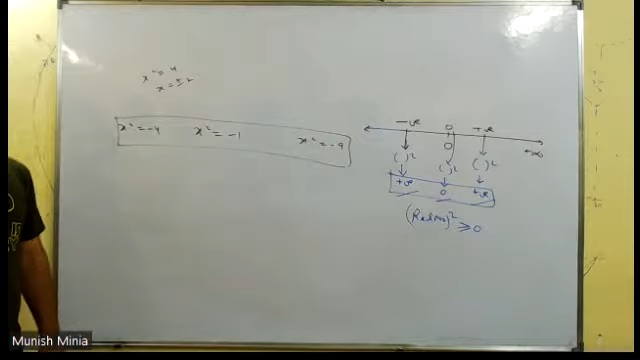 x² = 4
x = ± 2
x² = -4 x² = -1 x² = -9
-ve 0 +ve
0
( )² ( )² ( )²
+ve 0 +ve
(Real no)² ≥ 0
Munish Minia